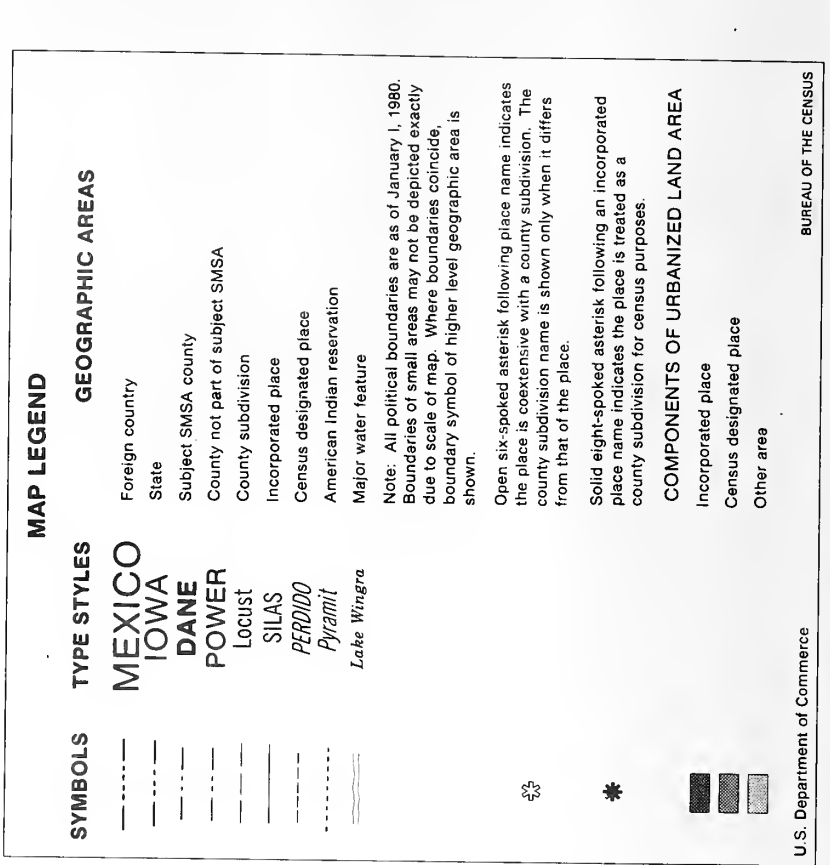 MAP LEGEND
SYMBOLS TYPE STYLES GEOGRAPHIC AREAS
MEXICO Foreign country
IOWA State
DANE Subject SMSA county
POWER County not part of subject SMSA
Locust County subdivision
SILAS Incorporated place
PERDIDO Census designated place
Pyramit American Indian reservation
Lake Wingra Major water feature
Note: All political boundaries are as of January 1, 1980.
Boundaries of small areas may not be depicted exactly
due to scale of map. Where boundaries coincide,
boundary symbol of higher level geographic area is
shown.
Open six-spoked asterisk following place name indicates
the place is coextensive with a county subdivision. The
county subdivision name is shown only when it differs
from that of the place.
Solid eight-spoked asterisk following an incorporated
place name indicates the place is treated as a
county subdivision for census purposes.
COMPONENTS OF URBANIZED LAND AREA
Incorporated place
Census designated place
Other area
U.S. Department of Commerce BUREAU OF THE CENSUS